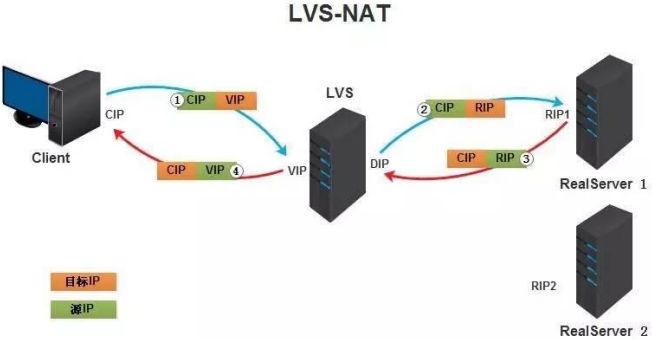 LVS-NAT
① CIP VIP
LVS
② CIP RIP
CIP
RIP1
Client
CIP VIP ④
VIP
DIP
CIP RIP ③
RealServer 1
目标IP
源IP
RIP2
RealServer 2